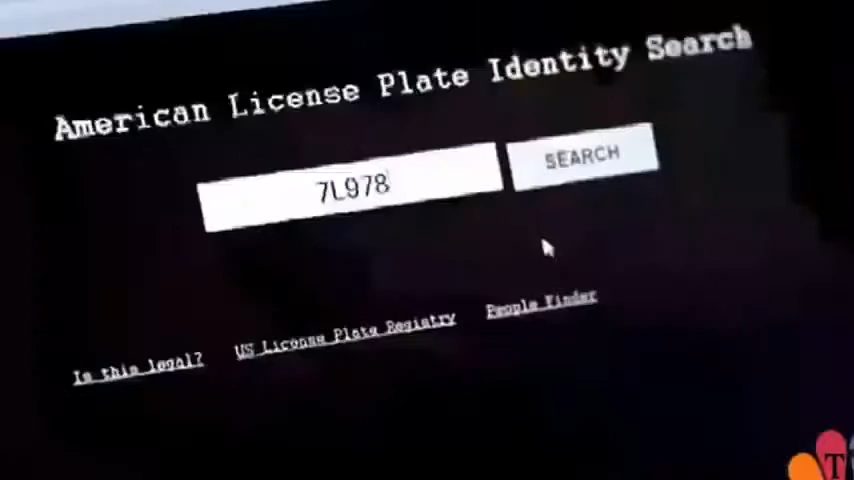 American License Plate Identity Search
7L978
SEARCH
Is this legal?
US License Plate Registry
People Finder
T